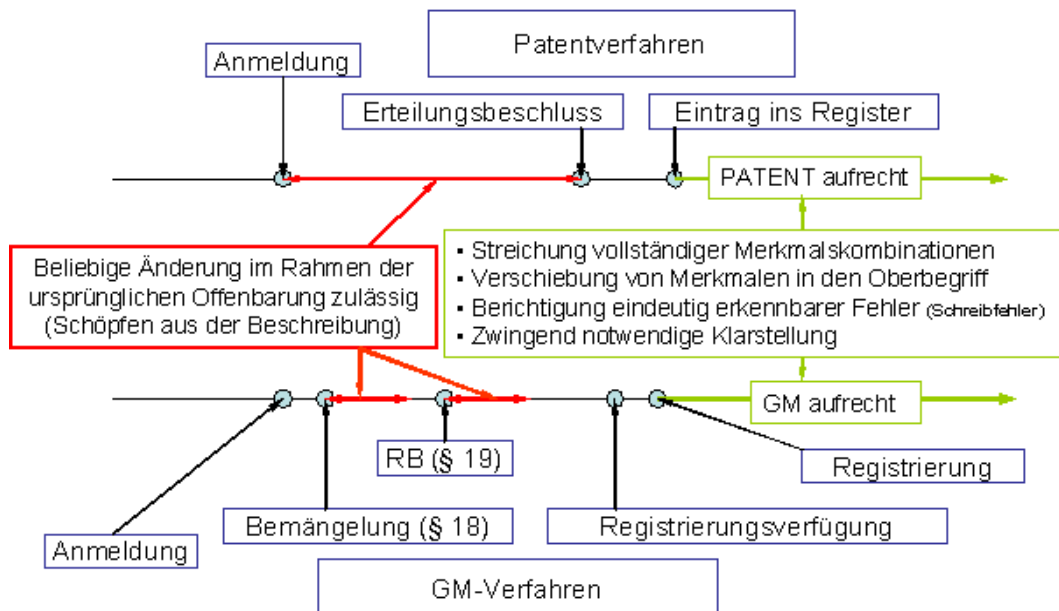 Patentverfahren
Anmeldung
Erteilungsbeschluss
Eintrag ins Register
PATENT aufrecht
Beliebige Änderung im Rahmen der
ursprünglichen Offenbarung zulässig
(Schöpfen aus der Beschreibung)
▪ Streichung vollständiger Merkmalskombinationen
▪ Verschiebung von Merkmalen in den Oberbegriff
▪ Berichtigung eindeutig erkennbarer Fehler (Schreibfehler)
▪ Zwingend notwendige Klarstellung
GM aufrecht
RB (§ 19)
Registrierung
Bemängelung (§ 18)
Registrierungsverfügung
Anmeldung
GM-Verfahren